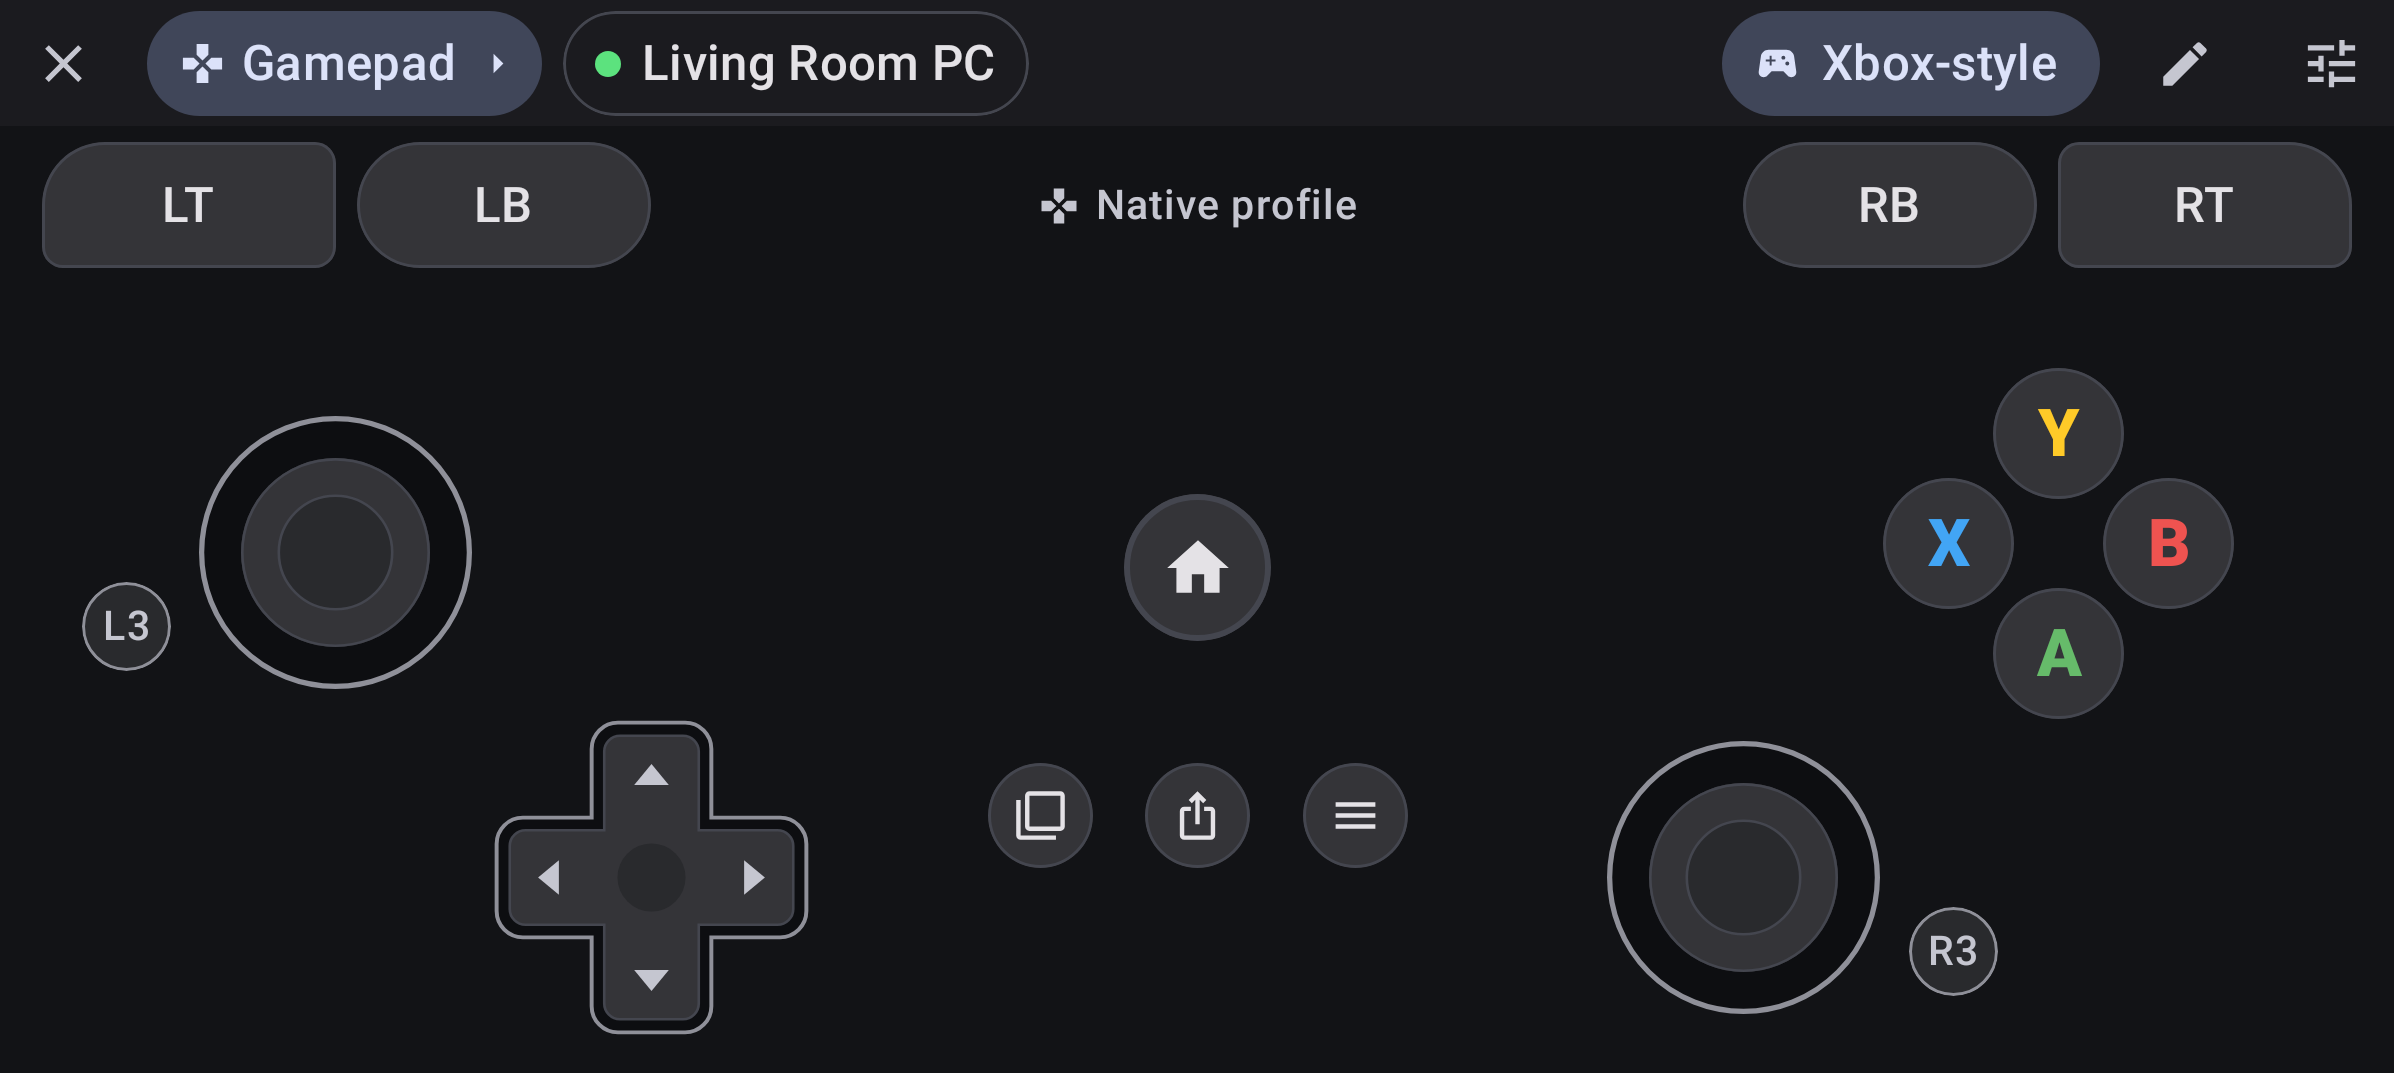 Gamepad
Living Room PC
Xbox-style
LT
LB
Native profile
RB
RT
Y
X
B
A
L3
R3